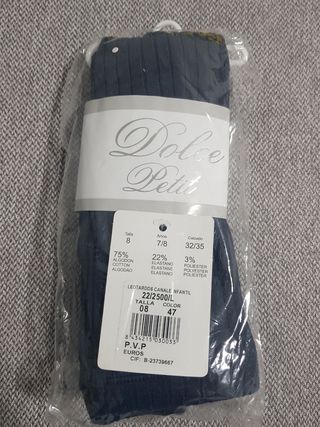 Dolce
Petit
Talla Años Calzado
8 7/8 32/35
75% 22% 3%
ALGODON ELASTANO POLIESTER
COTTON ELASTANE POLYESTER
ALGODAO ELASTANO POLIESTER
LEOTARDOS CANALE INFANTIL
22/2500/L
TALLA COLOR
08 47
8434215030033
P.V.P
EUROS
CIF: B-23739667